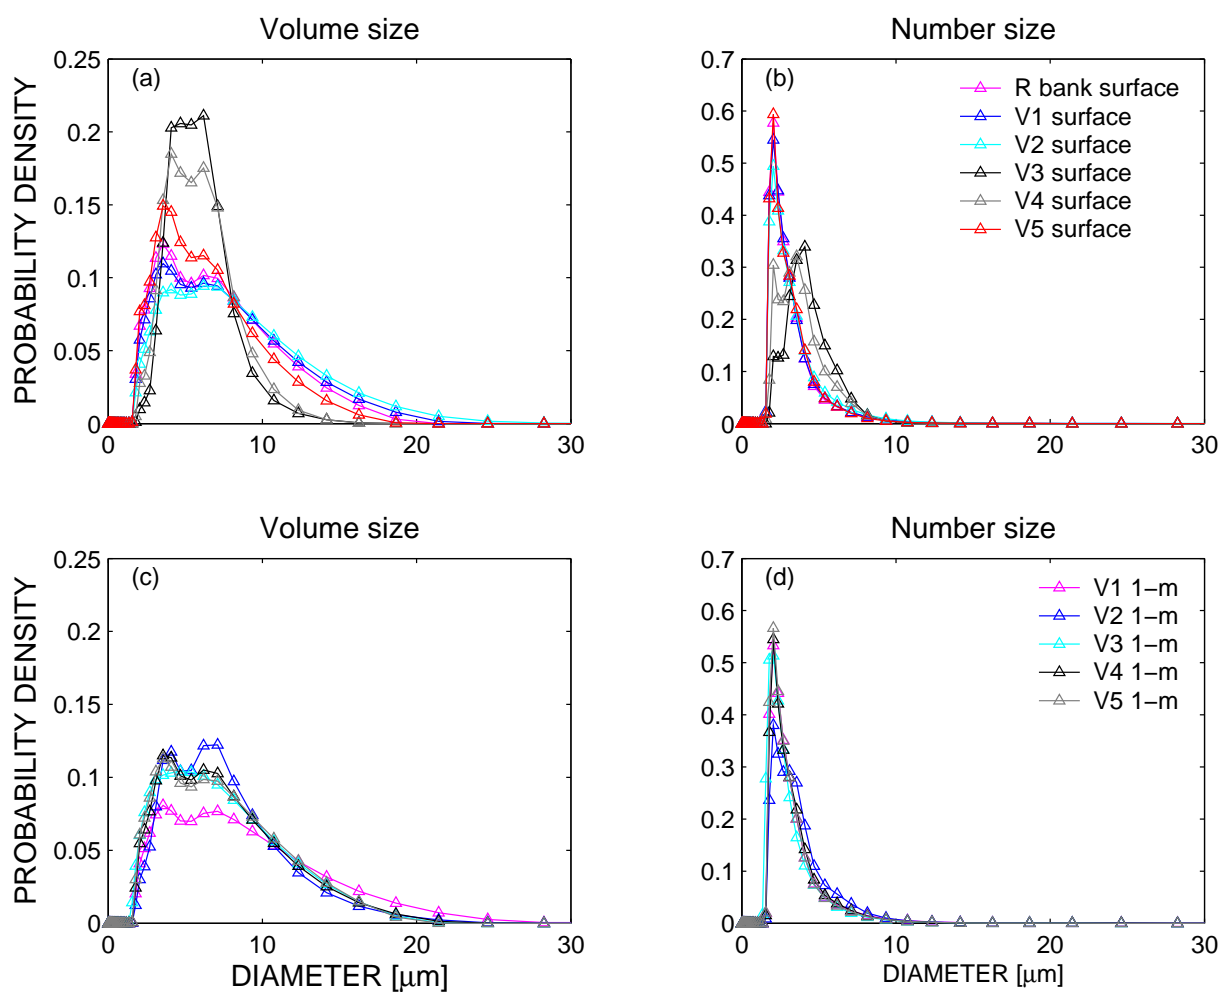 Volume size
Number size
PROBABILITY DENSITY
0.25
0.2
0.15
0.1
0.05
0
(a)
0 10 20 30
0.7
0.6
0.5
0.4
0.3
0.2
0.1
0
(b)
R bank surface
V1 surface
V2 surface
V3 surface
V4 surface
V5 surface
0 10 20 30
Volume size
Number size
PROBABILITY DENSITY
0.25
0.2
0.15
0.1
0.05
0
(c)
0 10 20 30
DIAMETER [μm]
0.7
0.6
0.5
0.4
0.3
0.2
0.1
0
(d)
V1 1−m
V2 1−m
V3 1−m
V4 1−m
V5 1−m
0 10 20 30
DIAMETER [μm]